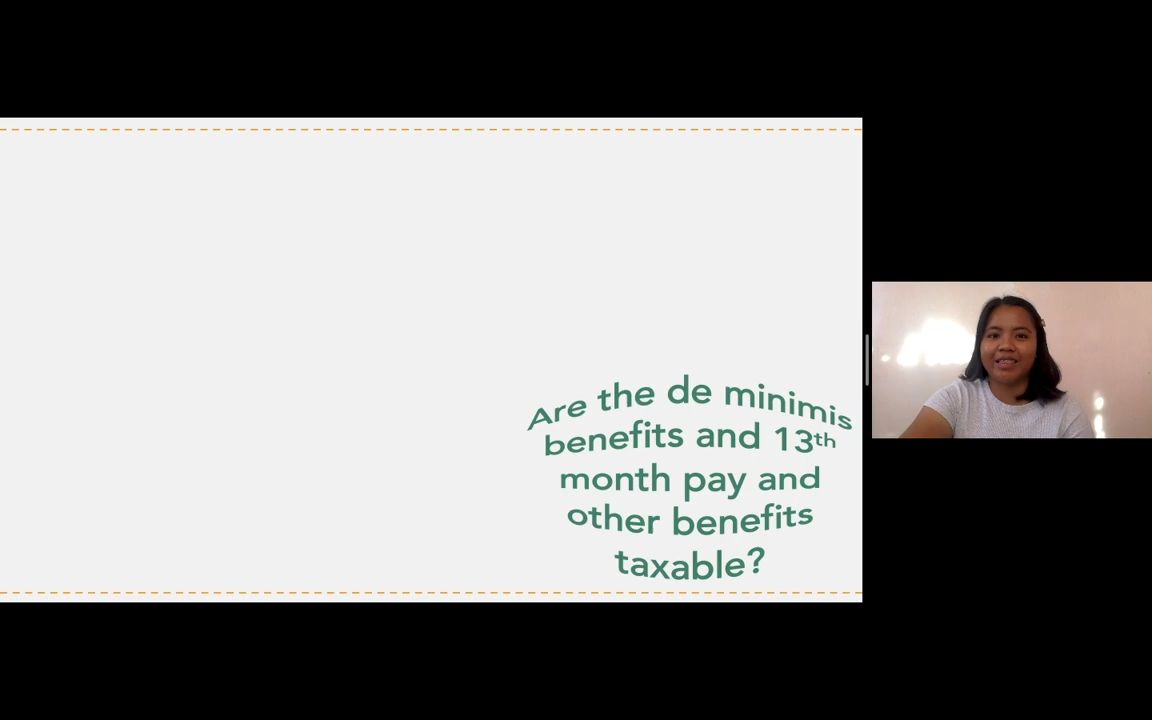 Are the de minimis
benefits and 13th
month pay and
other benefits
taxable?